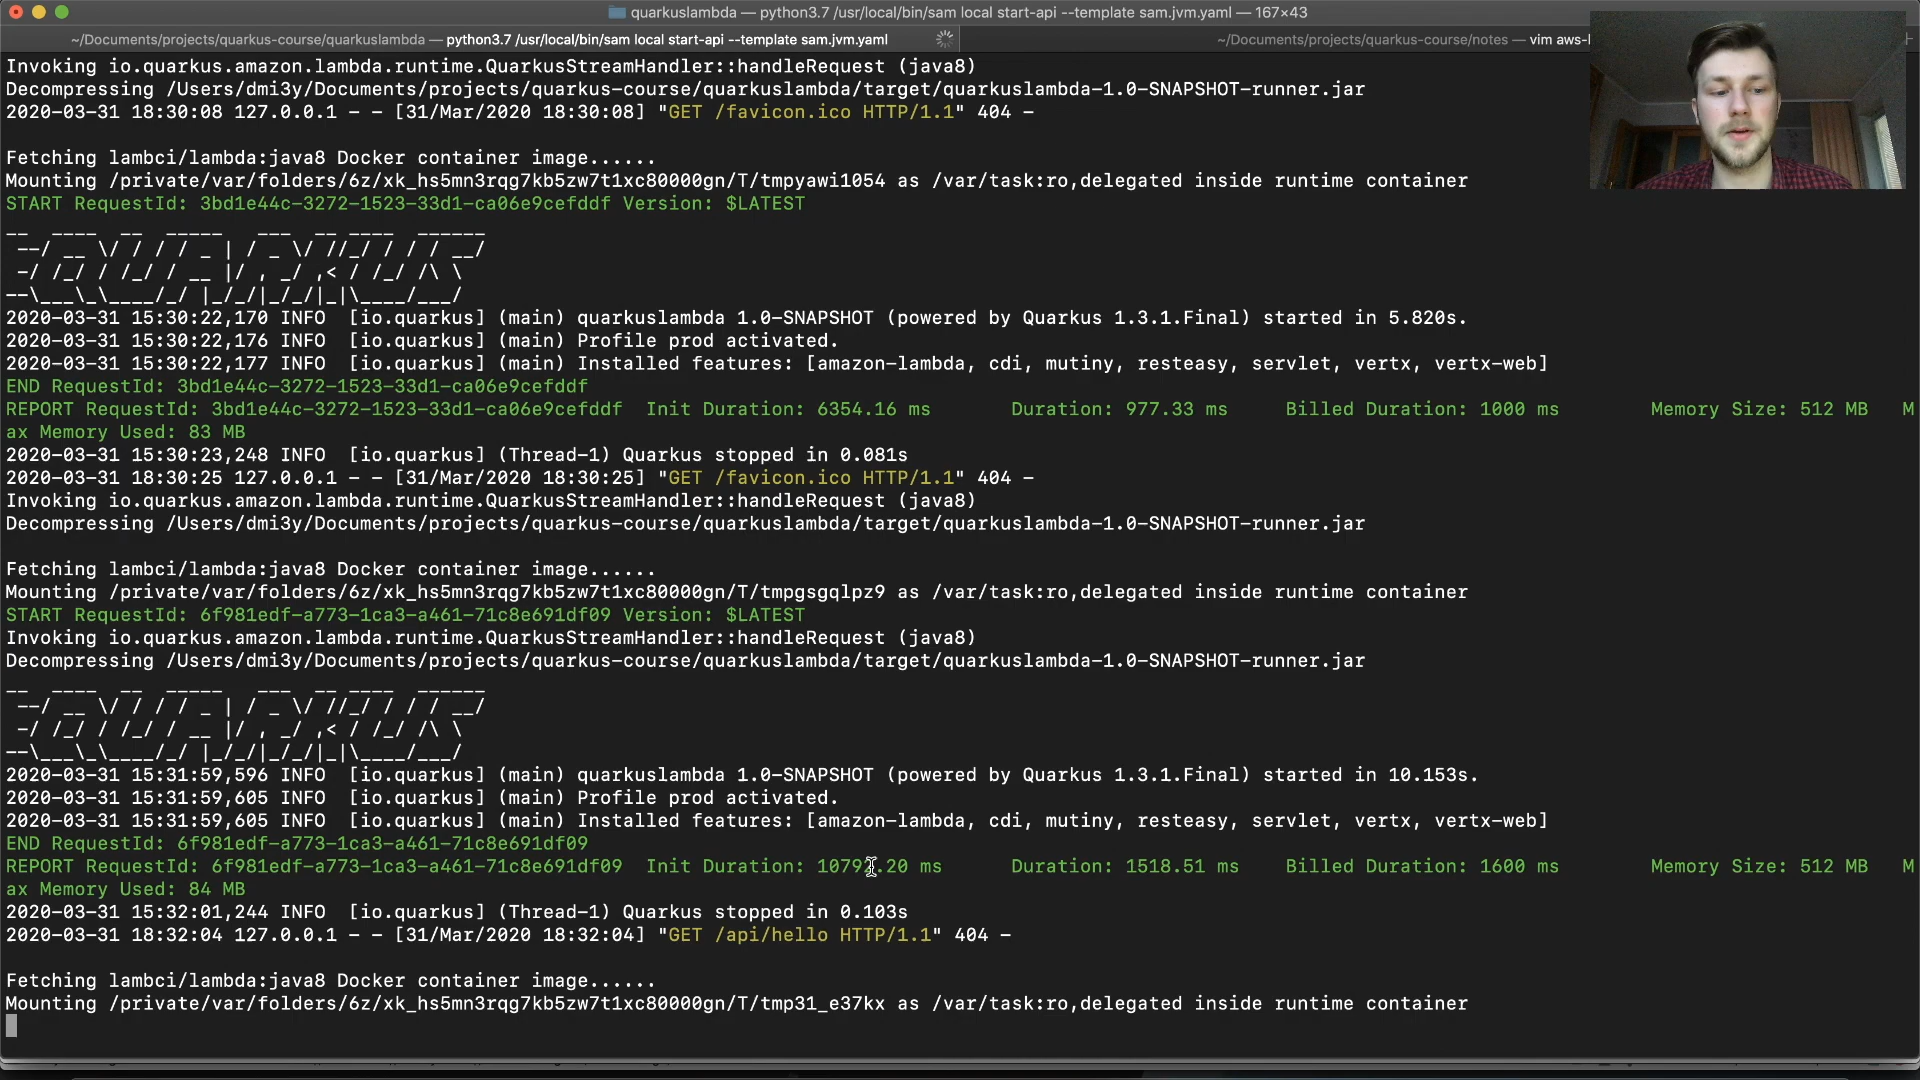 quarkuslambda — python3.7 /usr/local/bin/sam local start-api --template sam.jvm.yaml — 167×43
~/Documents/projects/quarkus-course/quarkuslambda — python3.7 /usr/local/bin/sam local start-api --template sam.jvm.yaml
~/Documents/projects/quarkus-course/notes — vim aws-l
Invoking io.quarkus.amazon.lambda.runtime.QuarkusStreamHandler::handleRequest (java8)
Decompressing /Users/dmi3y/Documents/projects/quarkus-course/quarkuslambda/target/quarkuslambda-1.0-SNAPSHOT-runner.jar
2020-03-31 18:30:08 127.0.0.1 - - [31/Mar/2020 18:30:08] "GET /favicon.ico HTTP/1.1" 404 -
Fetching lambci/lambda:java8 Docker container image......
Mounting /private/var/folders/6z/xk_hs5mn3rqg7kb5zw7t1xc80000gn/T/tmpyawi1054 as /var/task:ro,delegated inside runtime container
START RequestId: 3bd1e44c-3272-1523-33d1-ca06e9cefddf Version: $LATEST
__  ____  __  _____   ___  __ ____  ______
 --/ __ \/ / / / _ | / _ \/ //_/ / / / __/
 -/ /_/ / /_/ / __ |/ , _/ ,< / /_/ /\ \
--\___\_\____/_/ |_/_/|_/_/|_|\____/___/
2020-03-31 15:30:22,170 INFO  [io.quarkus] (main) quarkuslambda 1.0-SNAPSHOT (powered by Quarkus 1.3.1.Final) started in 5.820s.
2020-03-31 15:30:22,176 INFO  [io.quarkus] (main) Profile prod activated.
2020-03-31 15:30:22,177 INFO  [io.quarkus] (main) Installed features: [amazon-lambda, cdi, mutiny, resteasy, servlet, vertx, vertx-web]
END RequestId: 3bd1e44c-3272-1523-33d1-ca06e9cefddf
REPORT RequestId: 3bd1e44c-3272-1523-33d1-ca06e9cefddf  Init Duration: 6354.16 ms       Duration: 977.33 ms     Billed Duration: 1000 ms        Memory Size: 512 MB   M
ax Memory Used: 83 MB
2020-03-31 15:30:23,248 INFO  [io.quarkus] (Thread-1) Quarkus stopped in 0.081s
2020-03-31 18:30:25 127.0.0.1 - - [31/Mar/2020 18:30:25] "GET /favicon.ico HTTP/1.1" 404 -
Invoking io.quarkus.amazon.lambda.runtime.QuarkusStreamHandler::handleRequest (java8)
Decompressing /Users/dmi3y/Documents/projects/quarkus-course/quarkuslambda/target/quarkuslambda-1.0-SNAPSHOT-runner.jar
Fetching lambci/lambda:java8 Docker container image......
Mounting /private/var/folders/6z/xk_hs5mn3rqg7kb5zw7t1xc80000gn/T/tmpgsgqlpz9 as /var/task:ro,delegated inside runtime container
START RequestId: 6f981edf-a773-1ca3-a461-71c8e691df09 Version: $LATEST
Invoking io.quarkus.amazon.lambda.runtime.QuarkusStreamHandler::handleRequest (java8)
Decompressing /Users/dmi3y/Documents/projects/quarkus-course/quarkuslambda/target/quarkuslambda-1.0-SNAPSHOT-runner.jar
__  ____  __  _____   ___  __ ____  ______
 --/ __ \/ / / / _ | / _ \/ //_/ / / / __/
 -/ /_/ / /_/ / __ |/ , _/ ,< / /_/ /\ \
--\___\_\____/_/ |_/_/|_/_/|_|\____/___/
2020-03-31 15:31:59,596 INFO  [io.quarkus] (main) quarkuslambda 1.0-SNAPSHOT (powered by Quarkus 1.3.1.Final) started in 10.153s.
2020-03-31 15:31:59,605 INFO  [io.quarkus] (main) Profile prod activated.
2020-03-31 15:31:59,605 INFO  [io.quarkus] (main) Installed features: [amazon-lambda, cdi, mutiny, resteasy, servlet, vertx, vertx-web]
END RequestId: 6f981edf-a773-1ca3-a461-71c8e691df09
REPORT RequestId: 6f981edf-a773-1ca3-a461-71c8e691df09  Init Duration: ms      Duration: 1518.51 ms    Billed Duration: 1600 ms        Memory Size: 512 MB   M
ax Memory Used: 84 MB
2020-03-31 15:32:01,244 INFO  [io.quarkus] (Thread-1) Quarkus stopped in 0.103s
2020-03-31 18:32:04 127.0.0.1 - - [31/Mar/2020 18:32:04] "GET /api/hello HTTP/1.1" 404 -
Fetching lambci/lambda:java8 Docker container image......
Mounting /private/var/folders/6z/xk_hs5mn3rqg7kb5zw7t1xc80000gn/T/tmp31_e37kx as /var/task:ro,delegated inside runtime container